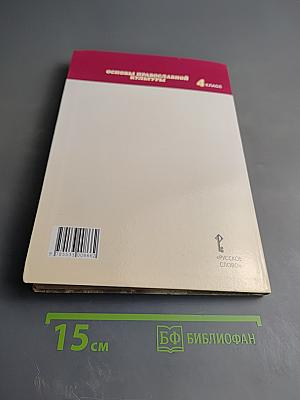 ОСНОВЫ ПРАВОСЛАВНОЙ
КУЛЬТУРЫ
4 КЛАСС
«РУССКОЕ
СЛОВО»
15 см
БФ БИБЛИОФАН